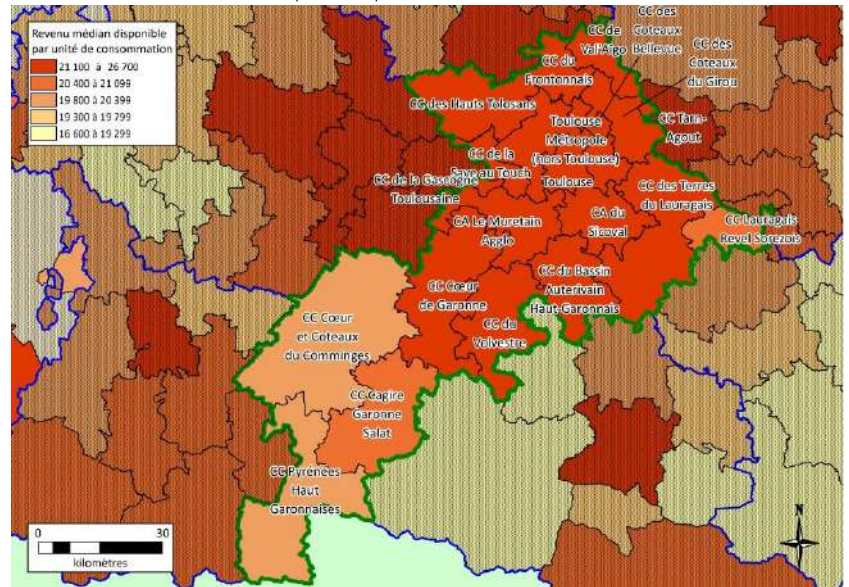 Revenu médian disponible
par unité de consommation
21 100 à 26 700
20 400 à 21 099
19 800 à 20 399
19 300 à 19 799
16 600 à 19 299
CC des
Coteaux
Bellevue
CC de
Val'Aïgo
CC des
Coteaux
du Girou
CC du
Frontonnais
CC des Hauts Tolosans
CC Tarn-
Agout
Toulouse
Métropole
(hors Toulouse)
Toulouse
CC de la
Save au Touch
CC de la Gascogne
Toulousaine
CC des Terres
du Lauragais
CC Lauragais
Revel Sorezois
CA Le Muretain
Agglo
CA du
Sicoval
CC Cœur
de Garonne
CC du Bassin
Auterivain
Haut-Garonnais
CC du
Volvestre
CC Cœur
et Coteaux
du Comminges
CC Cagire
Garonne
Salat
CC Pyrénées
Haut
Garonnaises
0 30
kilomètres
N